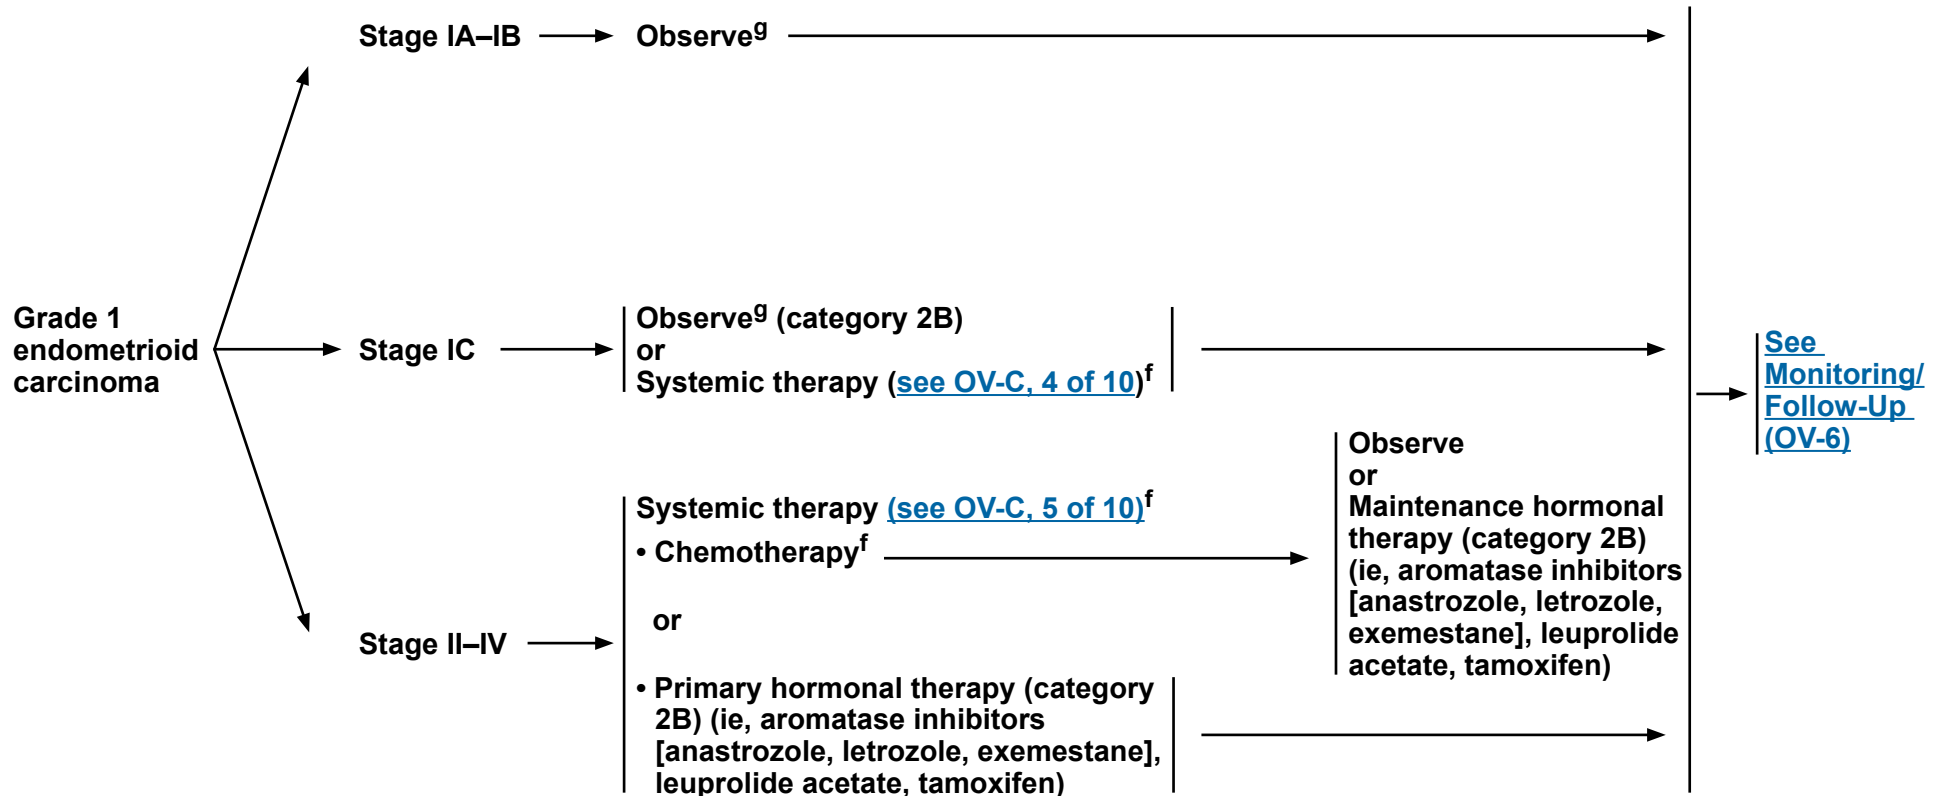 Stage IA–IB
Observeg
Grade 1
endometrioid
carcinoma
Stage IC
Observeg (category 2B)
or
Systemic therapy (see OV-C, 4 of 10)f
Stage II–IV
Systemic therapy (see OV-C, 5 of 10)f
• Chemotherapyf
or
• Primary hormonal therapy (category
2B) (ie, aromatase inhibitors
[anastrozole, letrozole, exemestane],
leuprolide acetate, tamoxifen)
Observe
or
Maintenance hormonal
therapy (category 2B)
(ie, aromatase inhibitors
[anastrozole, letrozole,
exemestane], leuprolide
acetate, tamoxifen)
See
Monitoring/
Follow-Up
(OV-6)